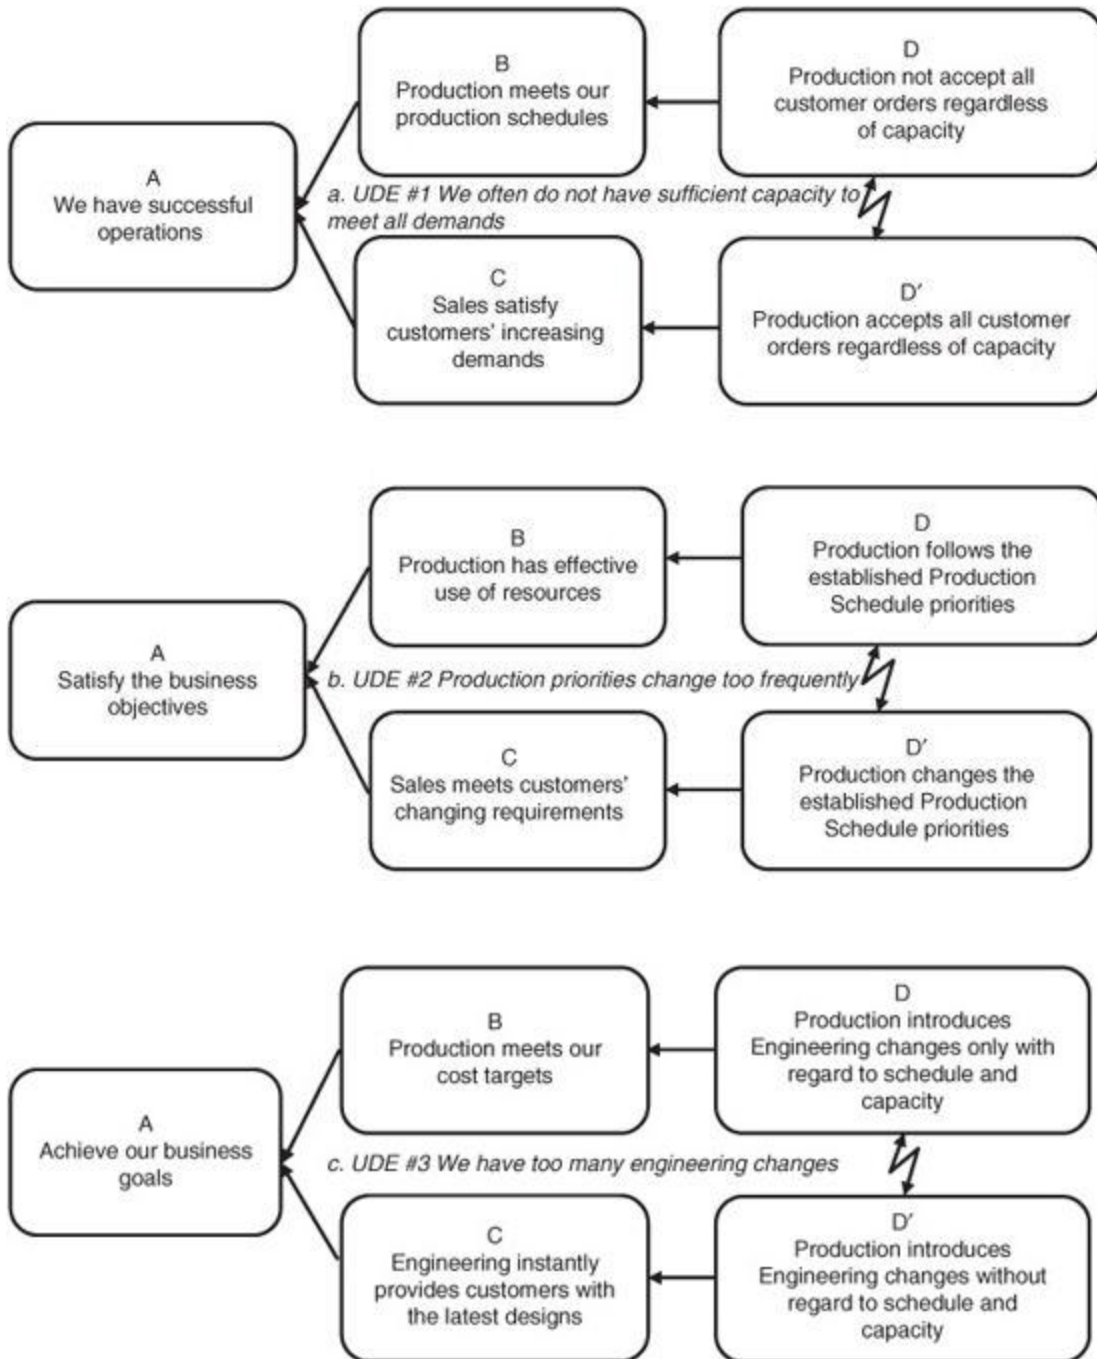 B
Production meets our
production schedules
D
Production not accept all
customer orders regardless
of capacity
A
We have successful
operations
a. UDE #1 We often do not have sufficient capacity to
meet all demands
C
Sales satisfy
customers' increasing
demands
D′
Production accepts all customer
orders regardless of capacity
B
Production has effective
use of resources
D
Production follows the
established Production
Schedule priorities
A
Satisfy the business
objectives
b. UDE #2 Production priorities change too frequently
C
Sales meets customers'
changing requirements
D′
Production changes the
established Production
Schedule priorities
B
Production meets our
cost targets
D
Production introduces
Engineering changes only with
regard to schedule and
capacity
A
Achieve our business
goals
c. UDE #3 We have too many engineering changes
C
Engineering instantly
provides customers with
the latest designs
D′
Production introduces
Engineering changes without
regard to schedule and
capacity